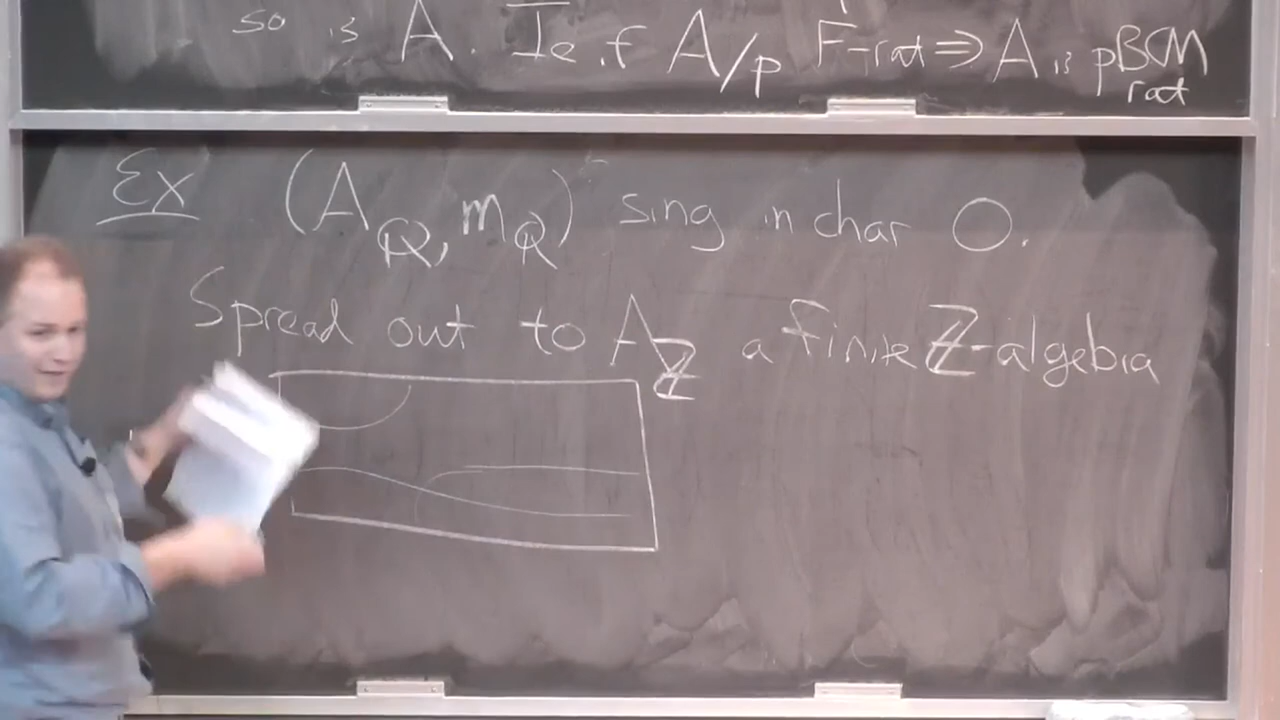 so is A. Ie if A/p F-rat ⇒ A is pBCM
rat
Ex (A_Q, m_Q) sing in char 0.
Spread out to A_Z a finite Z-algebra